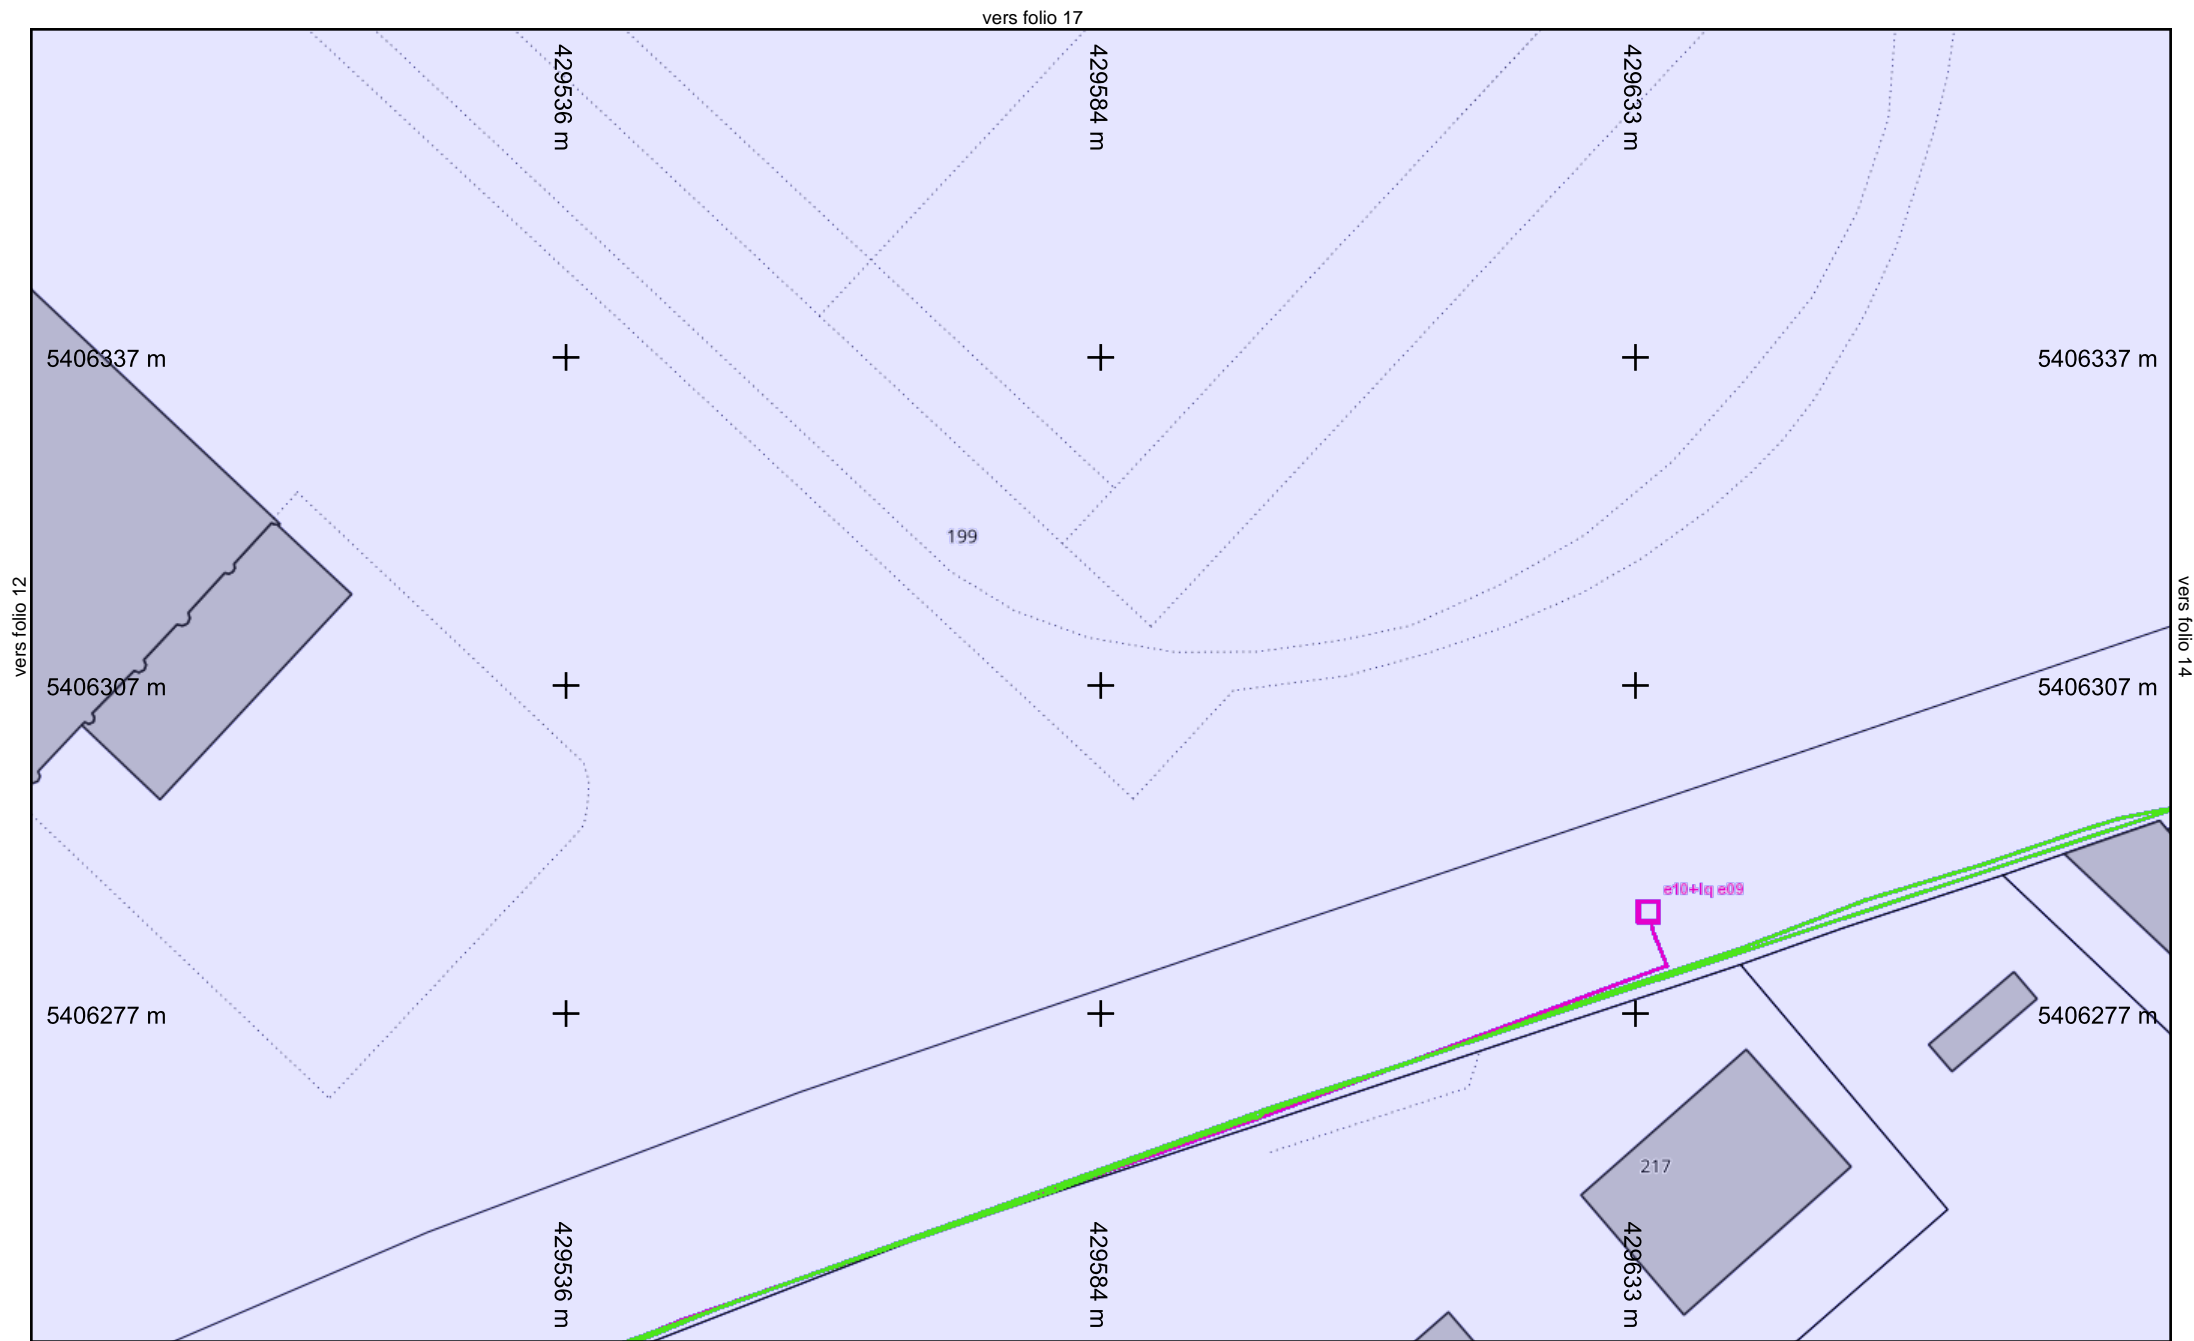 vers folio 17
429536 m
429584 m
429633 m
5406337 m
5406337 m
199
vers folio 12
vers folio 14
5406307 m
5406307 m
e10+lq e09
5406277 m
5406277 m
217
429536 m
429584 m
429633 m